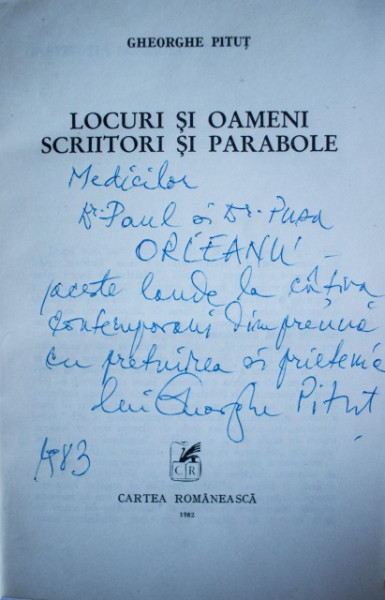 GHEORGHE PITUȚ
LOCURI ȘI OAMENI
SCRIITORI ȘI PARABOLE
Medicilor
Dr. Paul și Dr. Pușa
ORLEANU –
aceste laude la câțiva
contemporani împreună
cu prețuirea și prietenia
lui Gheorghe Pituț
1983
CR
CARTEA ROMÂNEASCĂ
1982